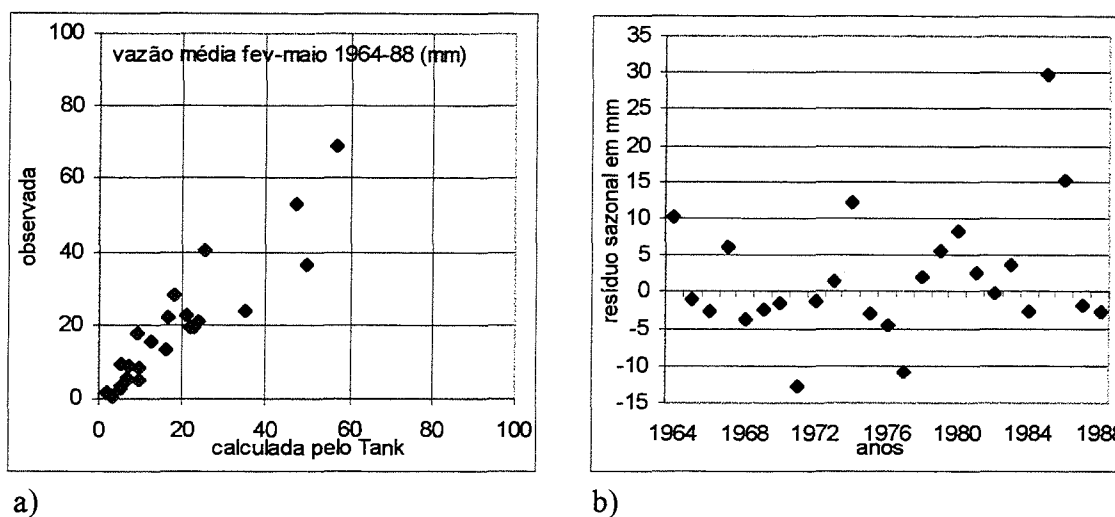 vazão média fev-maio 1964-88 (mm)
100
80
60
40
20
0
observada
0 20 40 60 80 100
calculada pelo Tank
a)
35
30
25
20
15
10
5
0
-5
-10
-15
resíduo sazonal em mm
1964 1968 1972 1976 1980 1984 1988
anos
b)